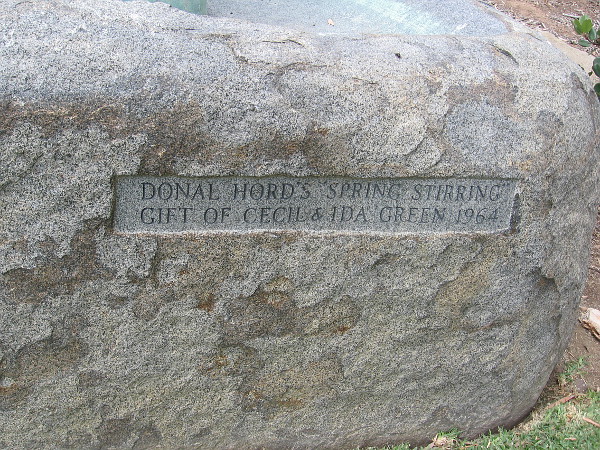 DONAL HORD'S "SPRING STIRRING"
GIFT OF CECIL & IDA GREEN 1964